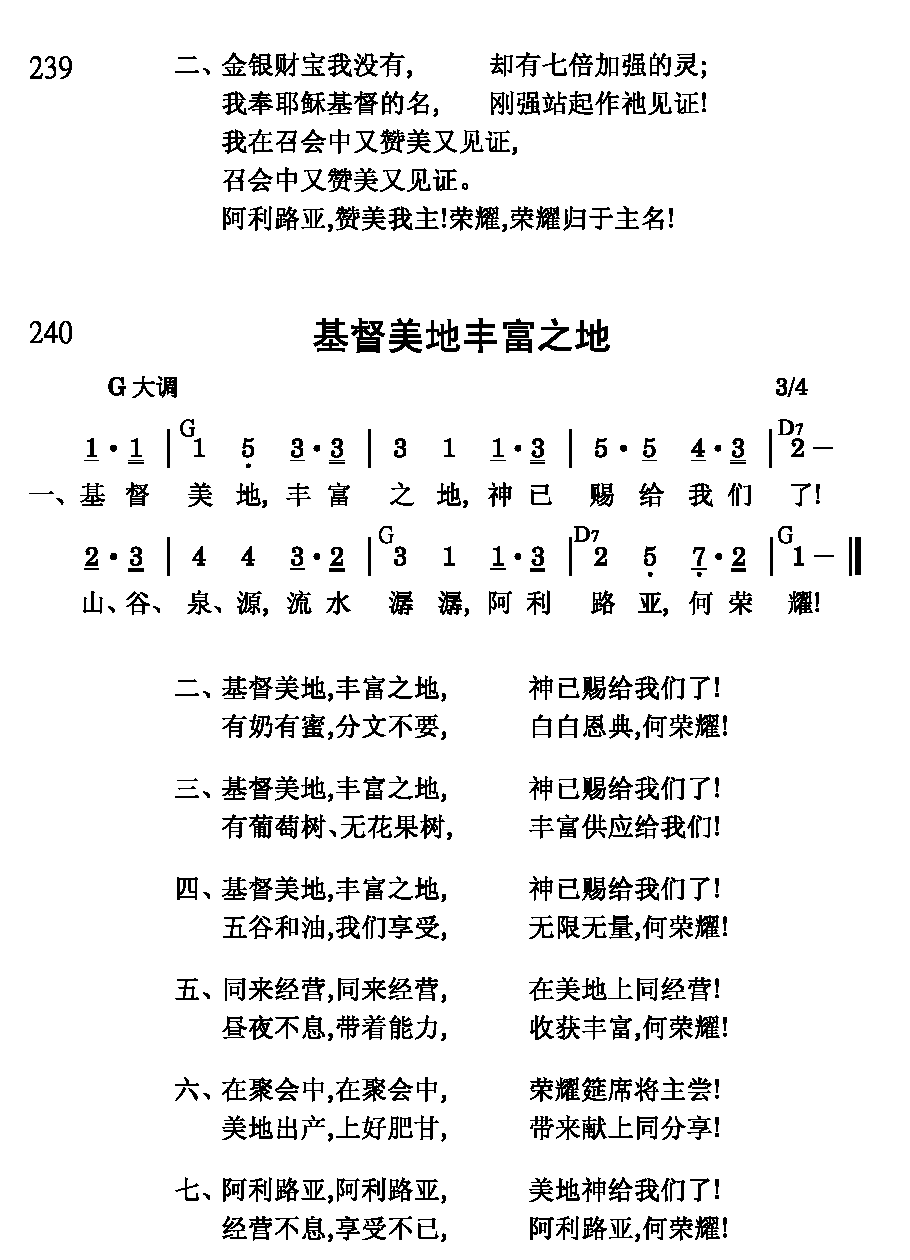 239 二、金银财宝我没有, 却有七倍加强的灵;
我奉耶稣基督的名, 刚强站起作祂见证!
我在召会中又赞美又见证,
召会中又赞美又见证。
阿利路亚,赞美我主!荣耀,荣耀归于主名!
240 基督美地丰富之地
G 大调 3/4
G D7
1·1 | 1 5 3·3 | 3 1 1·3 | 5·5 4·3 | 2 —
一、基 督 美 地, 丰 富 之 地, 神 已 赐 给 我 们 了!
G D7 G
2·3 | 4 4 3·2 | 3 1 1·3 | 2 5 7·2 | 1 — ‖
山、谷、泉、源, 流 水 潺 潺, 阿 利 路 亚, 何 荣 耀!
二、基督美地,丰富之地, 神已赐给我们了!
有奶有蜜,分文不要, 白白恩典,何荣耀!
三、基督美地,丰富之地, 神已赐给我们了!
有葡萄树、无花果树, 丰富供应给我们!
四、基督美地,丰富之地, 神已赐给我们了!
五谷和油,我们享受, 无限无量,何荣耀!
五、同来经营,同来经营, 在美地上同经营!
昼夜不息,带着能力, 收获丰富,何荣耀!
六、在聚会中,在聚会中, 荣耀筵席将主尝!
美地出产,上好肥甘, 带来献上同分享!
七、阿利路亚,阿利路亚, 美地神给我们了!
经营不息,享受不已, 阿利路亚,何荣耀!